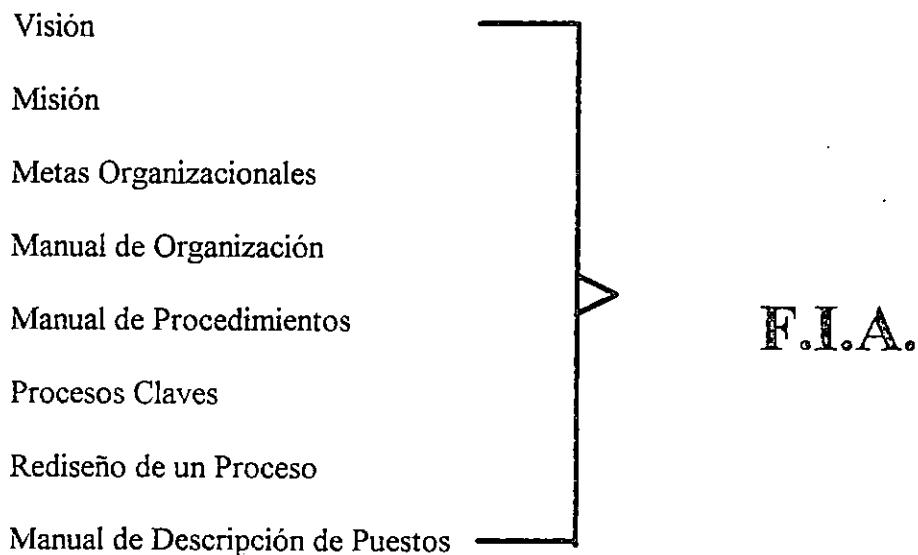 Visión
Misión
Metas Organizacionales
Manual de Organización
Manual de Procedimientos
F.I.A.
Procesos Claves
Rediseño de un Proceso
Manual de Descripción de Puestos